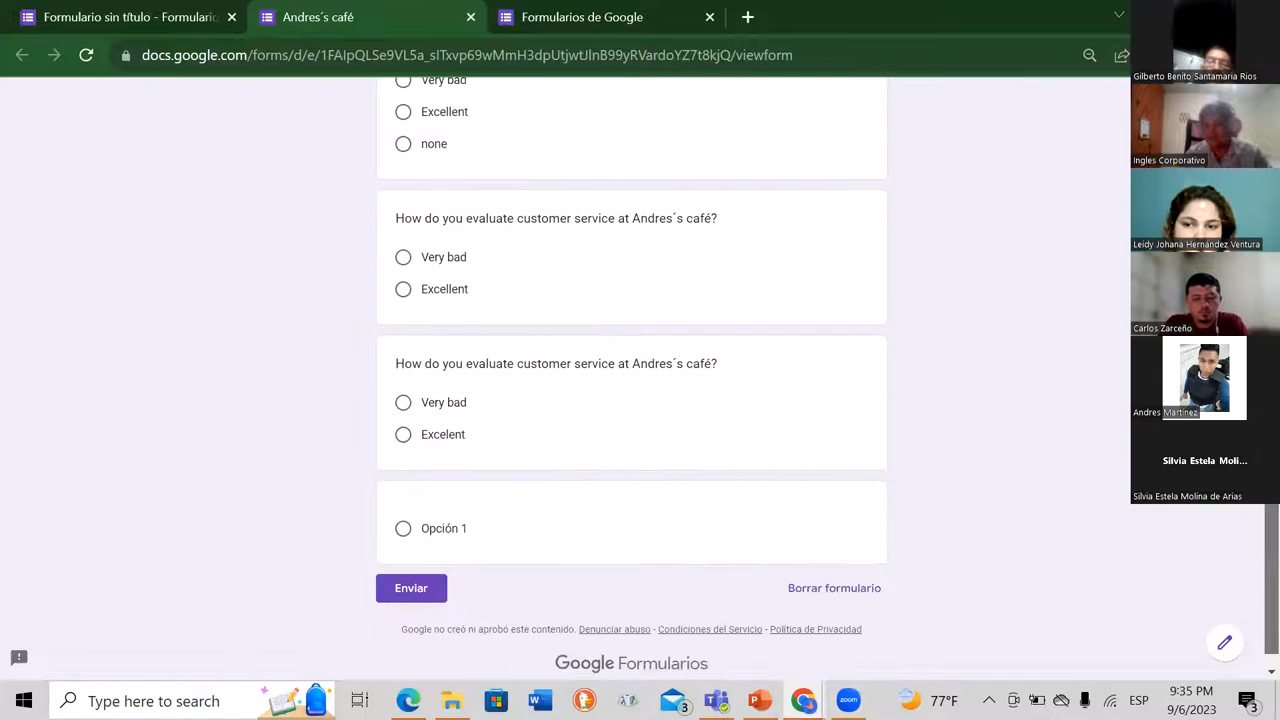 Formulario sin título - Formulario
Andres´s café
Formularios de Google
docs.google.com/forms/d/e/1FAIpQLSe9VL5a_sITxvp69wMmH3dpUtjwtJlnB99yRVardoYZ7t8kjQ/viewform
Very bad
Excellent
none
How do you evaluate customer service at Andres´s café?
Very bad
Excellent
How do you evaluate customer service at Andres´s café?
Very bad
Excelent
Opción 1
Enviar
Borrar formulario
Google no creó ni aprobó este contenido. Denunciar abuso - Condiciones del Servicio - Política de Privacidad
Google Formularios
Gilberto Benito Santamaria Rios
Ingles Corporativo
Leidy Johana Hernández Ventura
Carlos Zarceño
Andres Martinez
Silvia Estela Moli...
Silvia Estela Molina de Arias
Type here to search
3
77°F
ESP
9:35 PM
9/6/2023
3